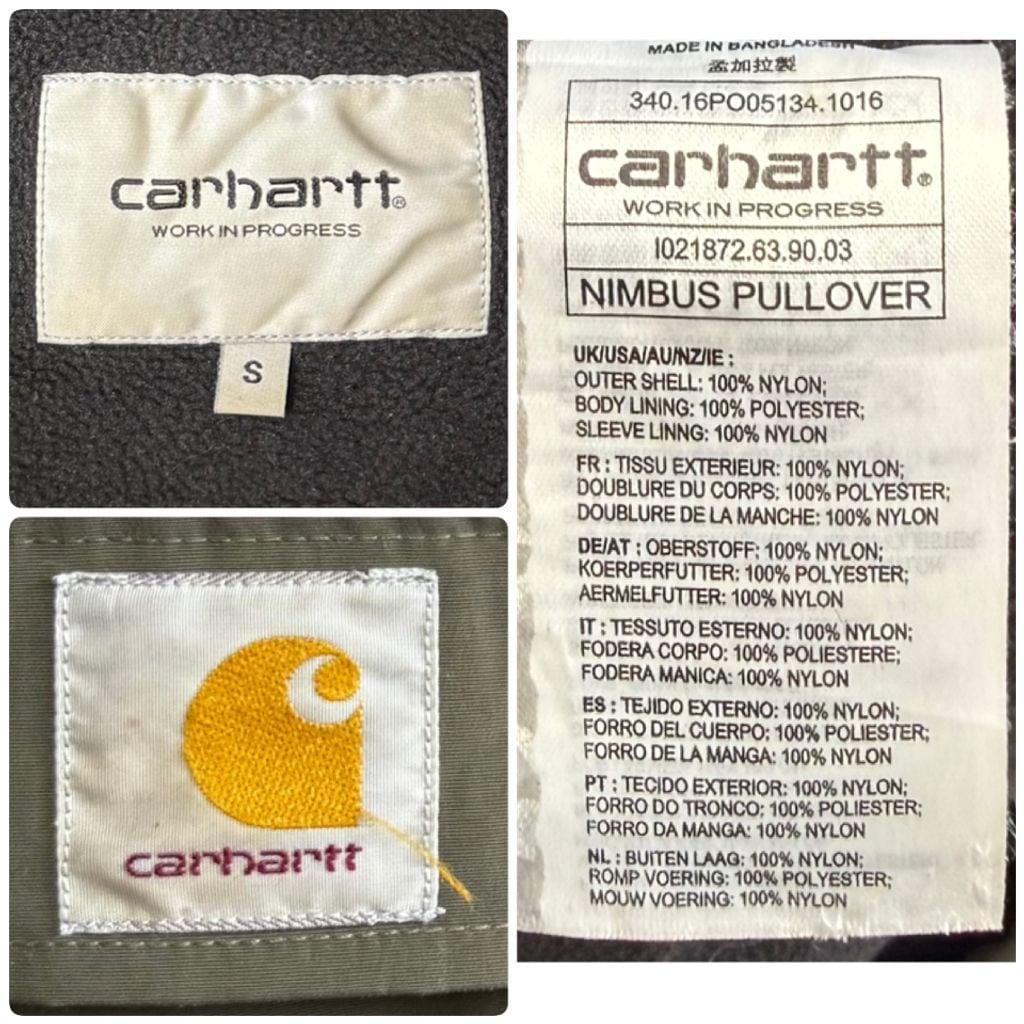 carhartt®
WORK IN PROGRESS
S
carhartt
MADE IN BANGLADESH
孟加拉製
340.16PO05134.1016
carhartt®
WORK IN PROGRESS
I021872.63.90.03
NIMBUS PULLOVER
UK/USA/AU/NZ/IE :
OUTER SHELL: 100% NYLON;
BODY LINING: 100% POLYESTER;
SLEEVE LINNG: 100% NYLON
FR : TISSU EXTERIEUR: 100% NYLON;
DOUBLURE DU CORPS: 100% POLYESTER;
DOUBLURE DE LA MANCHE: 100% NYLON
DE/AT : OBERSTOFF: 100% NYLON;
KOERPERFUTTER: 100% POLYESTER;
AERMELFUTTER: 100% NYLON
IT : TESSUTO ESTERNO: 100% NYLON;
FODERA CORPO: 100% POLIESTERE;
FODERA MANICA: 100% NYLON
ES : TEJIDO EXTERNO: 100% NYLON;
FORRO DEL CUERPO: 100% POLIESTER;
FORRO DE LA MANGA: 100% NYLON
PT : TECIDO EXTERIOR: 100% NYLON;
FORRO DO TRONCO: 100% POLIESTER;
FORRO DA MANGA: 100% NYLON
NL : BUITEN LAAG: 100% NYLON;
ROMP VOERING: 100% POLYESTER;
MOUW VOERING: 100% NYLON